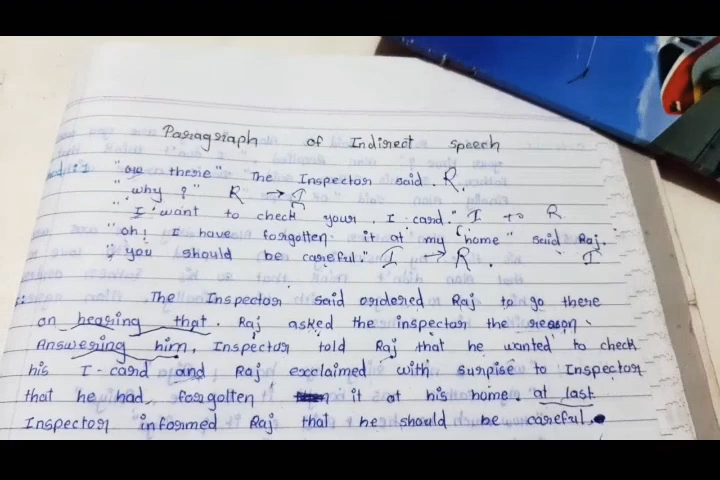 Paragraph of Indirect speech
"Go there" The Inspector said. R
"why ?" R → I
"I want to check your I card." I to R
"oh! I have forgotten it at my home" said Raj.
"you should be careful." I → R. I
The Inspector said ordered Raj to go there
on hearing that. Raj asked the inspector the reason.
Answering him, Inspector told Raj that he wanted to check
his I-card and Raj exclaimed with surpise to Inspector
that he had forgotten it at his home. at last
Inspector informed Raj that he should be careful.